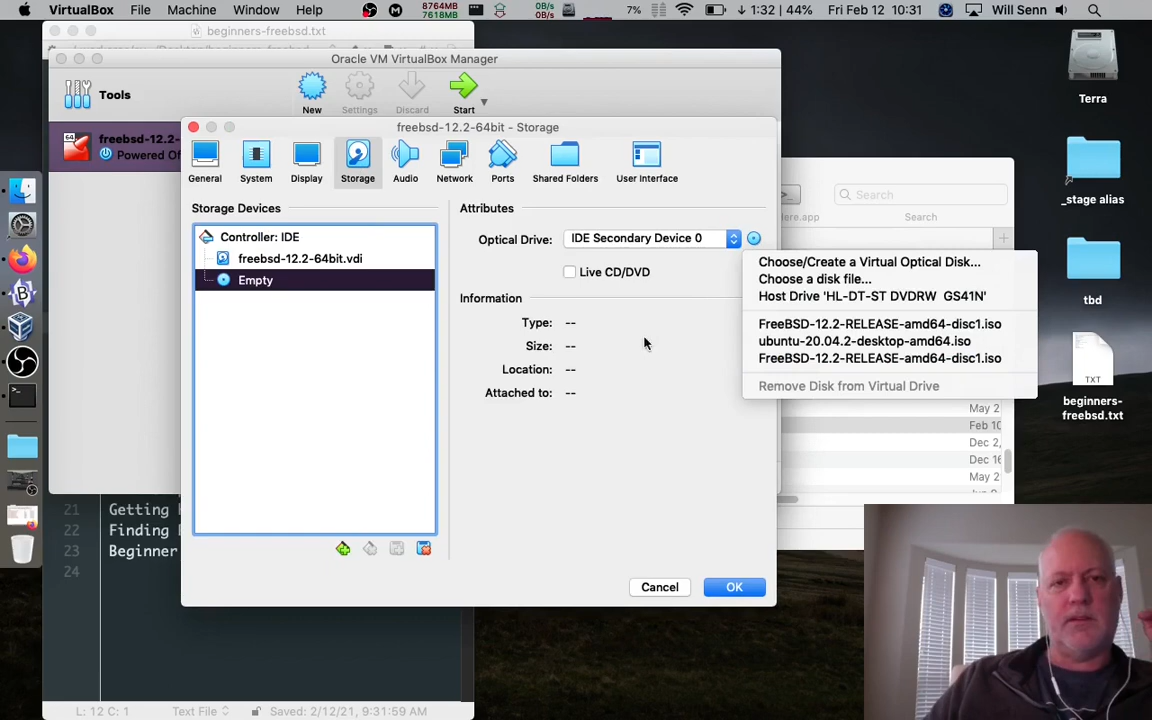 VirtualBox File Machine Window Help 8764MB 7618MB 0B/s 0B/s 7% 1:32 | 44% Fri Feb 12 10:31 Will Senn
beginners-freebsd.txt
Oracle VM VirtualBox Manager
Tools
New
Settings
Discard
Start
freebsd-12.2-
Powered Of
freebsd-12.2-64bit - Storage
General
System
Display
Storage
Audio
Network
Ports
Shared Folders
User Interface
Storage Devices
Controller: IDE
freebsd-12.2-64bit.vdi
Empty
Attributes
Optical Drive: IDE Secondary Device 0
Live CD/DVD
Information
Type: --
Size: --
Location: --
Attached to: --
Cancel
OK
Choose/Create a Virtual Optical Disk...
Choose a disk file...
Host Drive 'HL-DT-ST DVDRW GS41N'
FreeBSD-12.2-RELEASE-amd64-disc1.iso
ubuntu-20.04.2-desktop-amd64.iso
FreeBSD-12.2-RELEASE-amd64-disc1.iso
Remove Disk from Virtual Drive
Search
Search
May 2
Feb 10
Dec 2,
Dec 16
May 2
21 Getting
22 Finding
23 Beginner
24
L: 12 C: 1 Text File Saved: 2/12/21, 9:31:59 AM
Terra
_stage alias
tbd
TXT
beginners-
freebsd.txt